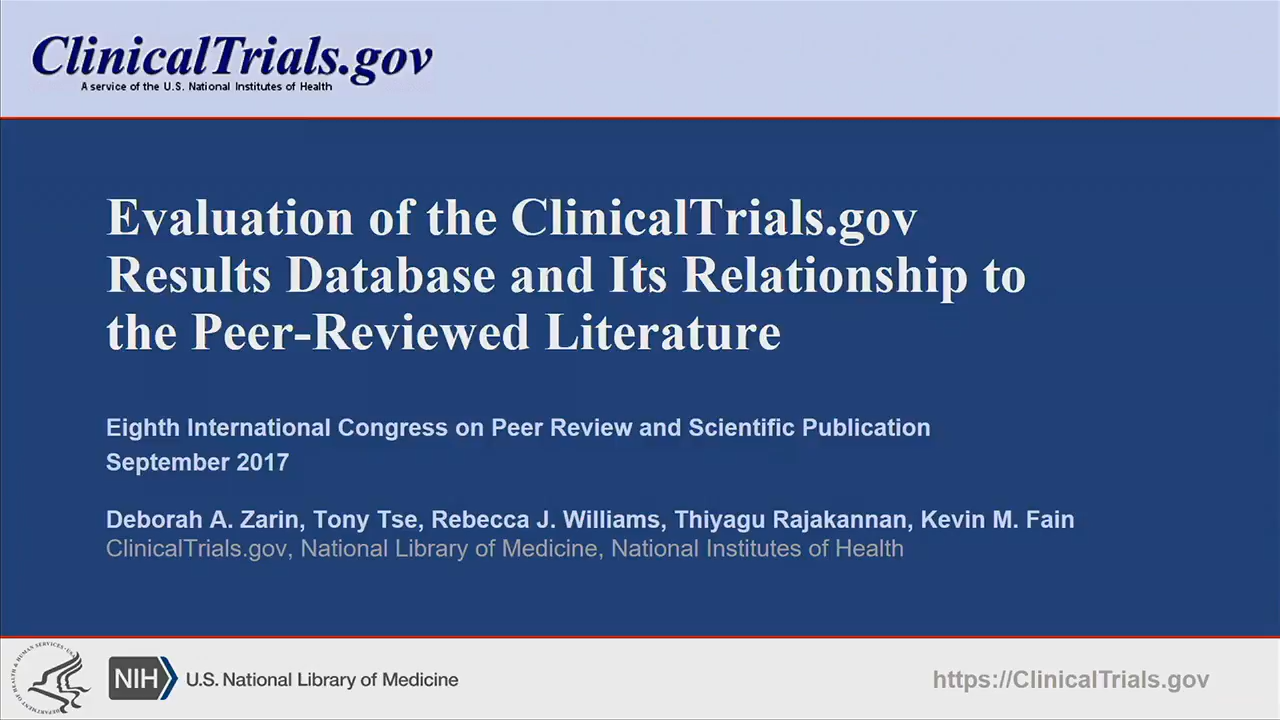 ClinicalTrials.gov
A service of the U.S. National Institutes of Health
Evaluation of the ClinicalTrials.gov
Results Database and Its Relationship to
the Peer-Reviewed Literature
Eighth International Congress on Peer Review and Scientific Publication
September 2017
Deborah A. Zarin, Tony Tse, Rebecca J. Williams, Thiyagu Rajakannan, Kevin M. Fain
ClinicalTrials.gov, National Library of Medicine, National Institutes of Health
NIH U.S. National Library of Medicine
https://ClinicalTrials.gov